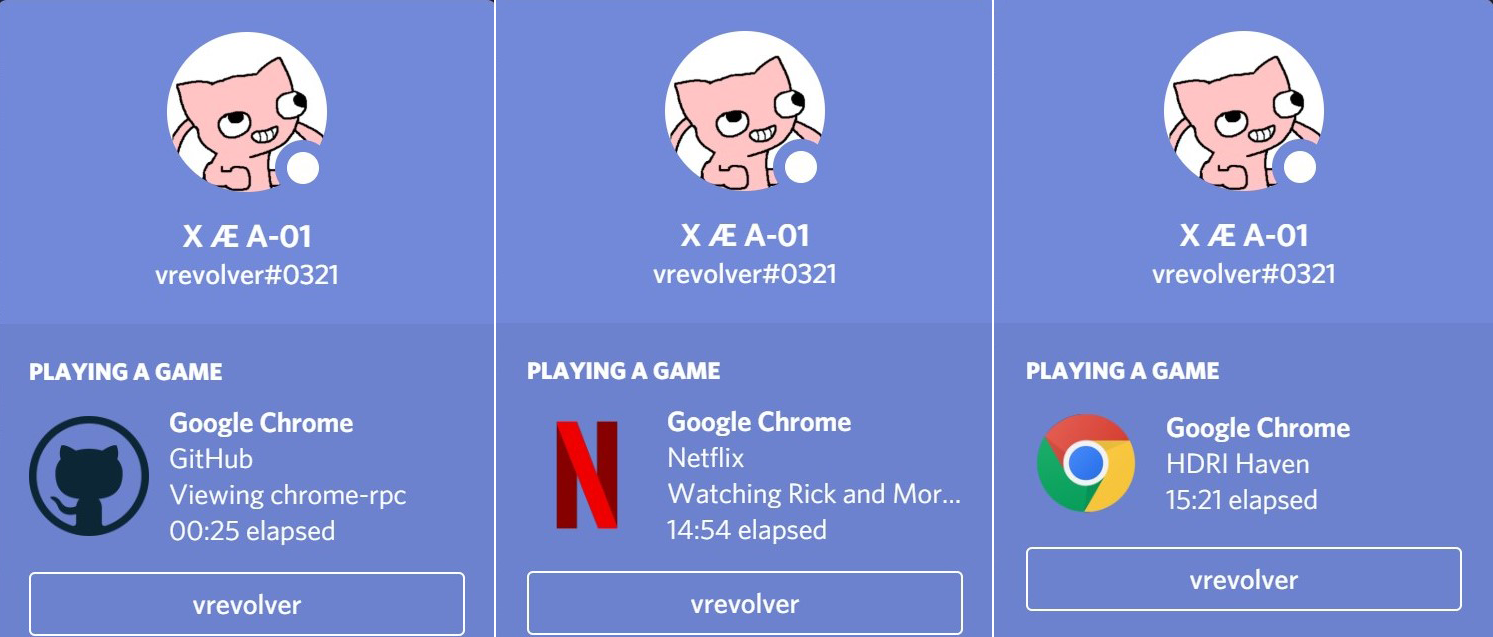 X Æ A-01
vrevolver#0321
PLAYING A GAME
Google Chrome
GitHub
Viewing chrome-rpc
00:25 elapsed
vrevolver
X Æ A-01
vrevolver#0321
PLAYING A GAME
Google Chrome
Netflix
Watching Rick and Mor...
14:54 elapsed
vrevolver
X Æ A-01
vrevolver#0321
PLAYING A GAME
Google Chrome
HDRI Haven
15:21 elapsed
vrevolver